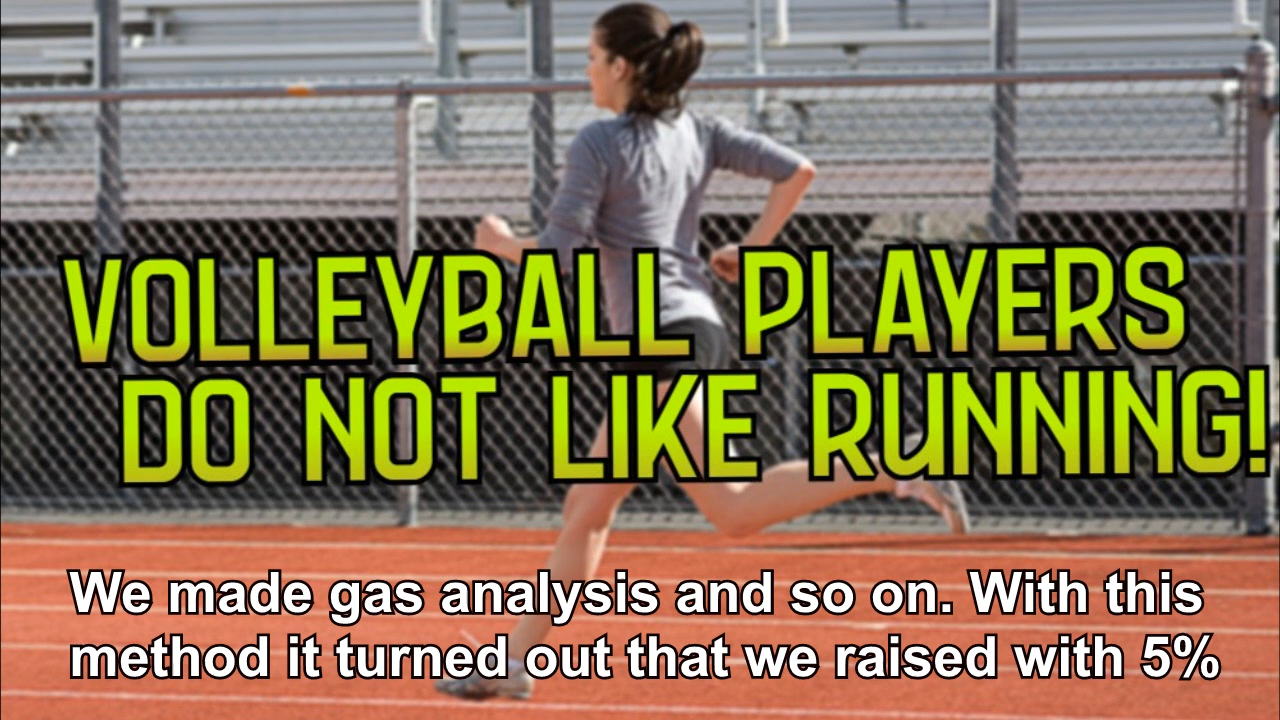 VOLLEYBALL PLAYERS
DO NOT LIKE RUNNING!
We made gas analysis and so on. With this
method it turned out that we raised with 5%